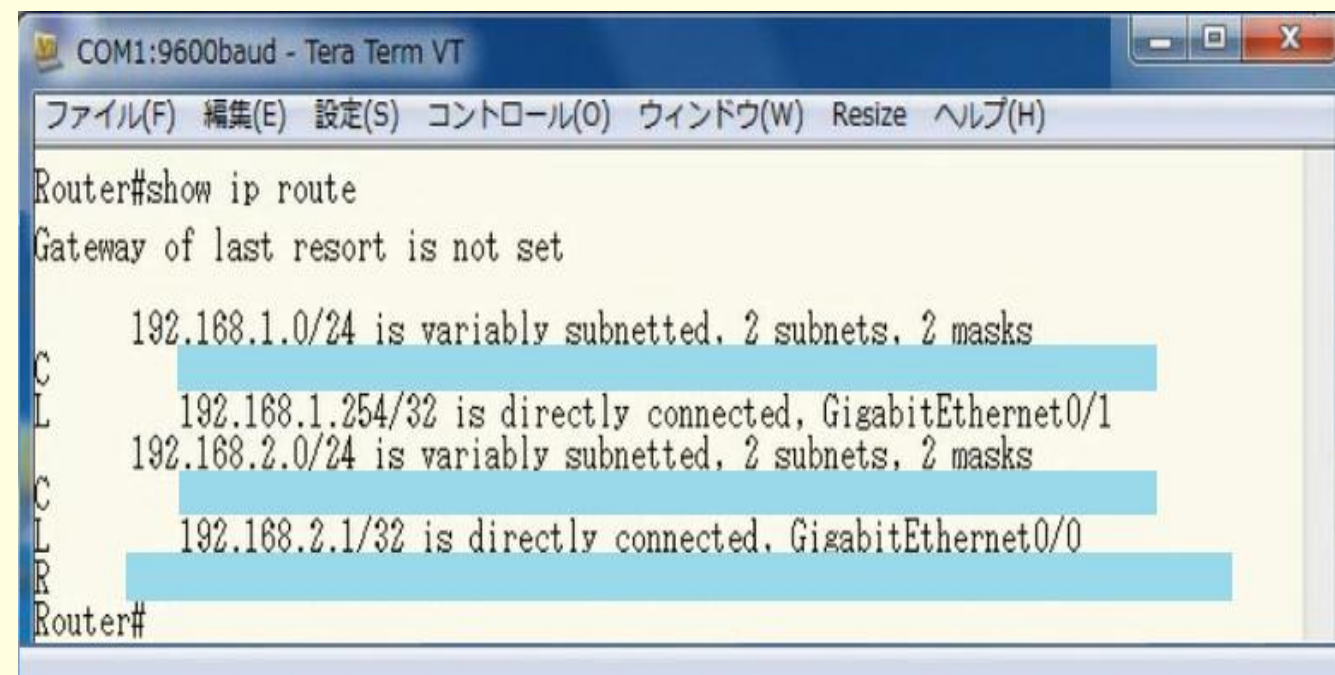 COM1:9600baud - Tera Term VT
ファイル(F) 編集(E) 設定(S) コントロール(O) ウィンドウ(W) Resize ヘルプ(H)
Router#show ip route
Gateway of last resort is not set
192.168.1.0/24 is variably subnetted, 2 subnets, 2 masks
C
L 192.168.1.254/32 is directly connected, GigabitEthernet0/1
192.168.2.0/24 is variably subnetted, 2 subnets, 2 masks
C
L 192.168.2.1/32 is directly connected, GigabitEthernet0/0
R
Router#